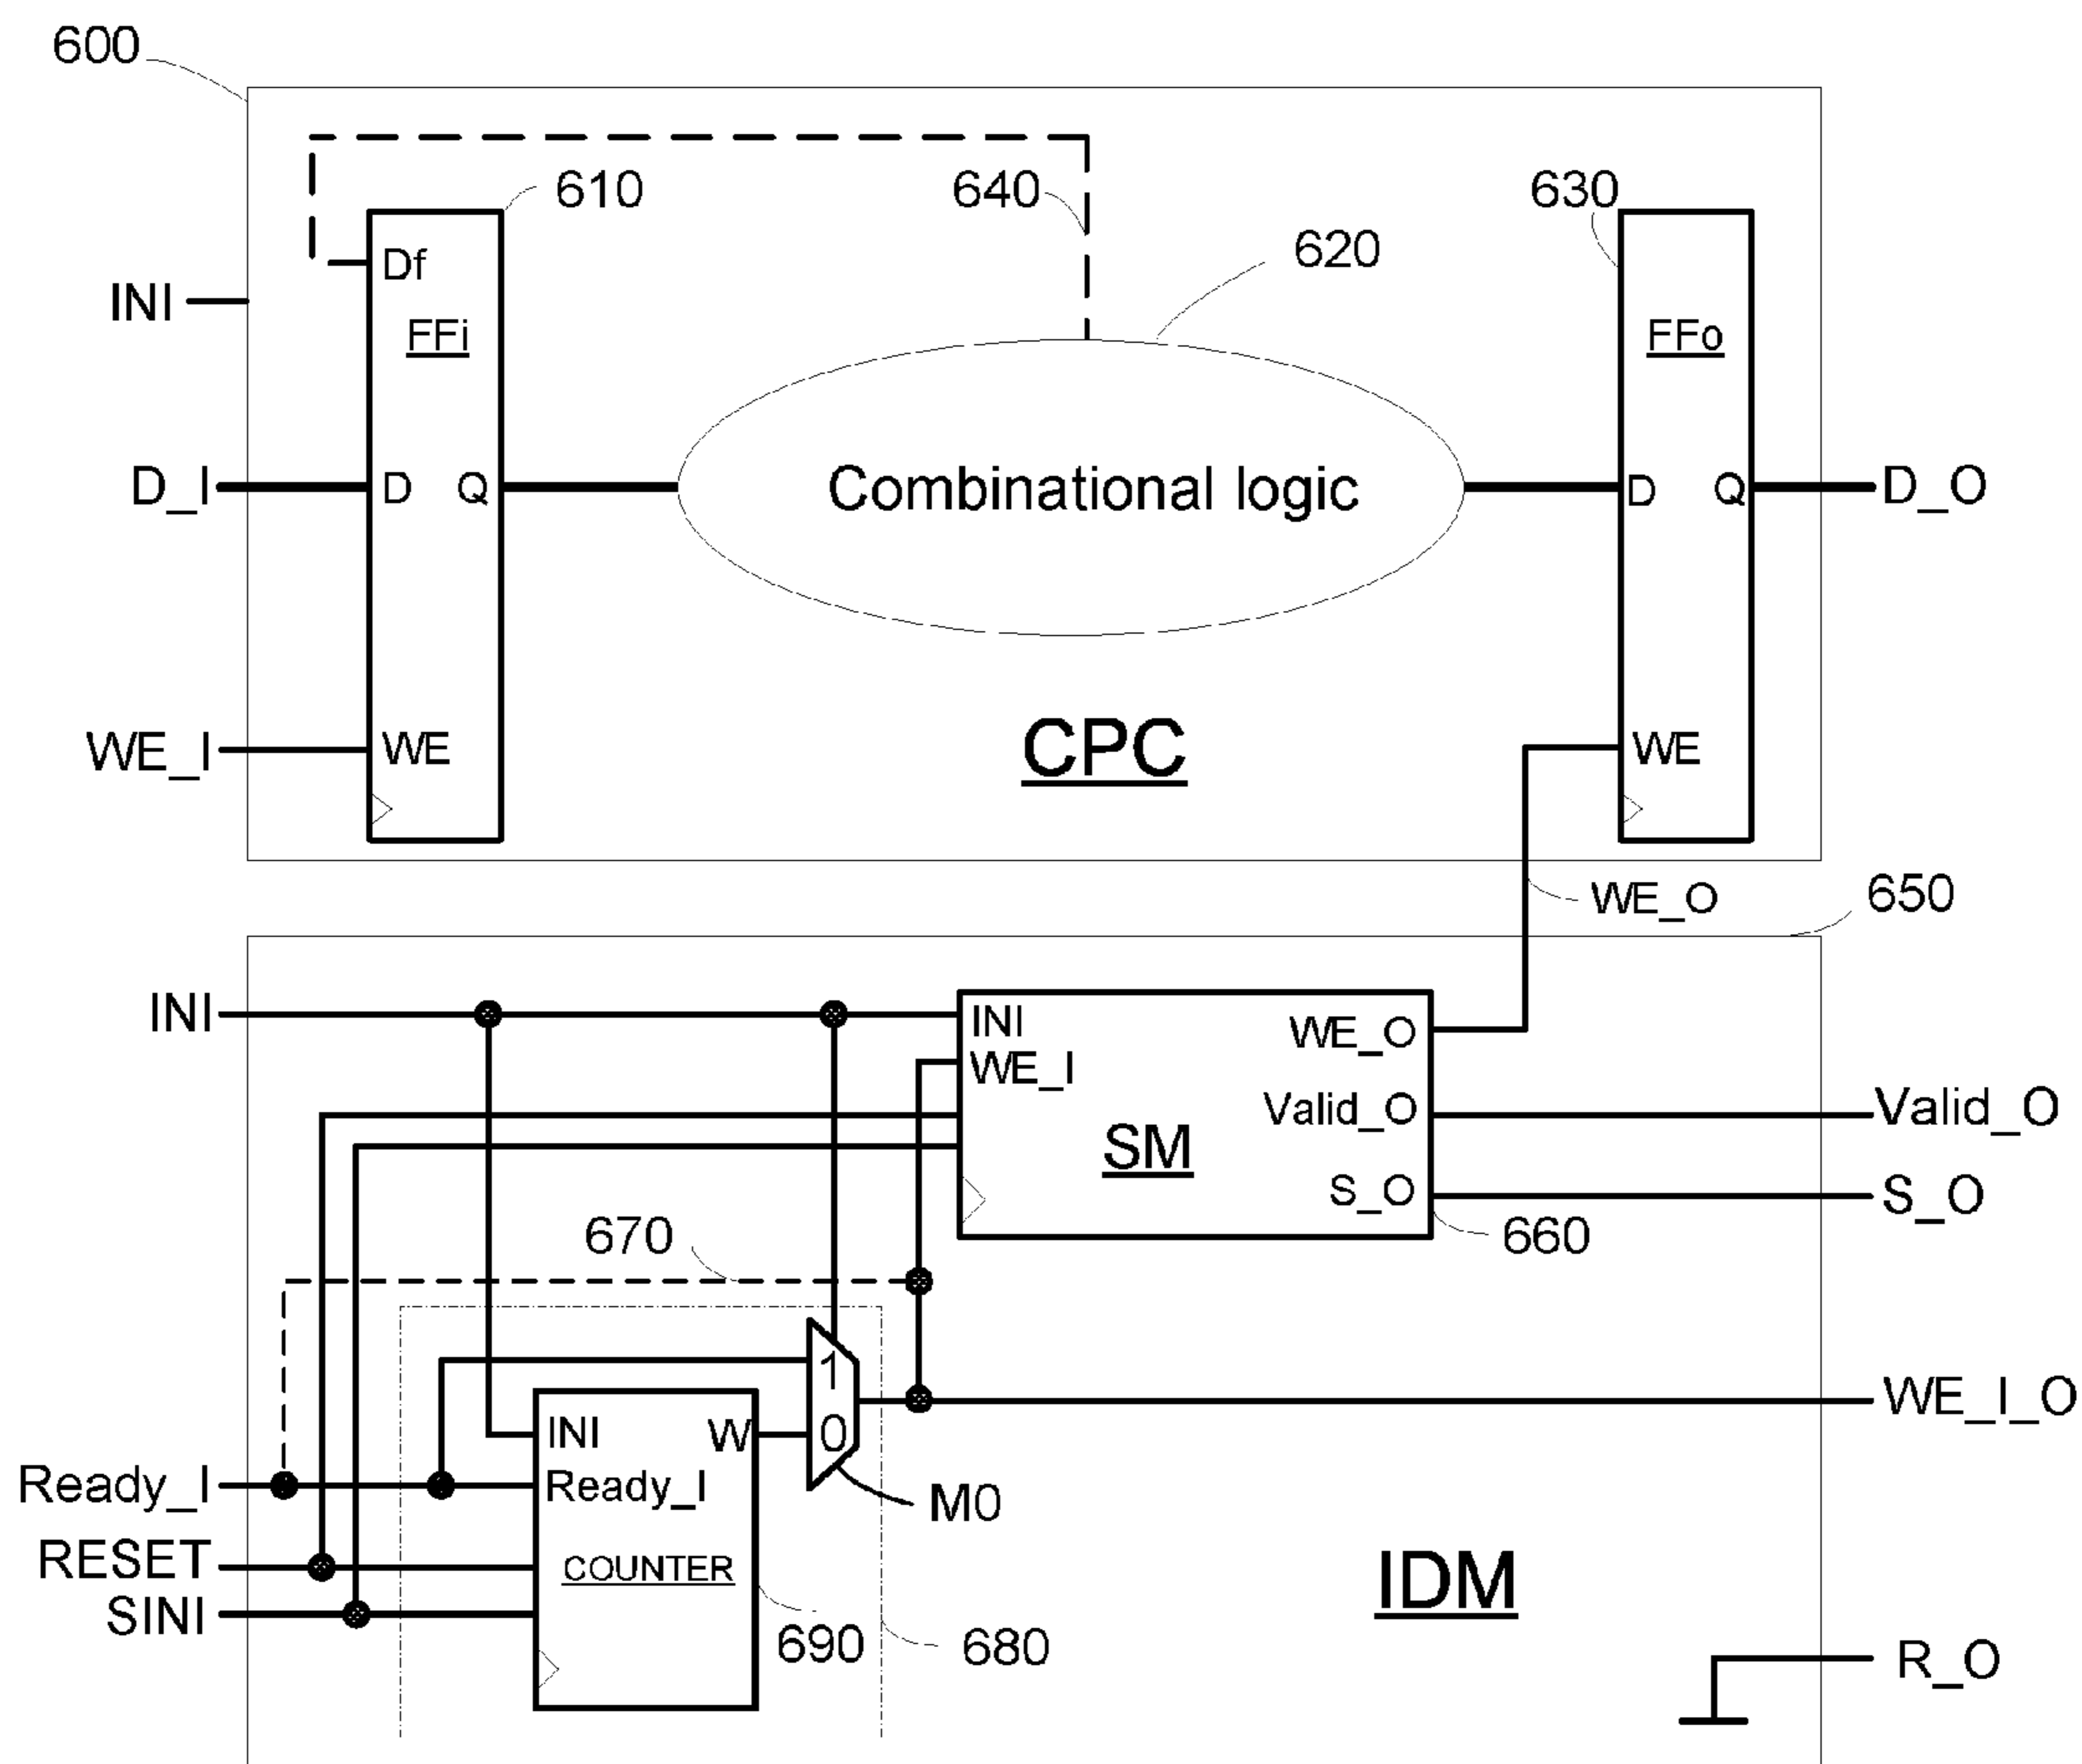 600
610
640
630
620
Df
INI
FFi
FFo
D_I
D
Q
Combinational logic
D
Q
D_O
WE_I
WE
CPC
WE
WE_O
650
INI
INI
WE_I
WE_O
Valid_O
Valid_O
SM
S_O
S_O
670
660
1
INI
W
0
WE_I_O
Ready_I
Ready_I
M0
RESET
COUNTER
IDM
SINI
690
680
R_O